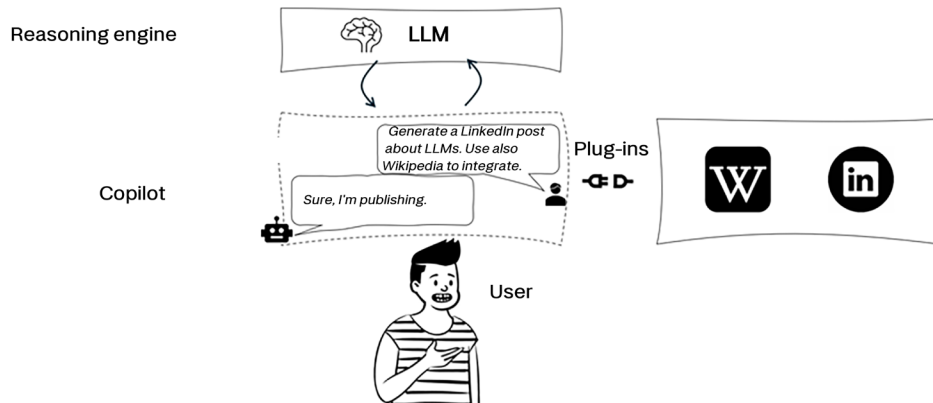 Reasoning engine
LLM
Generate a LinkedIn post
about LLMs. Use also
Wikipedia to integrate.
Plug-ins
W
in
Copilot
Sure, I'm publishing.
User